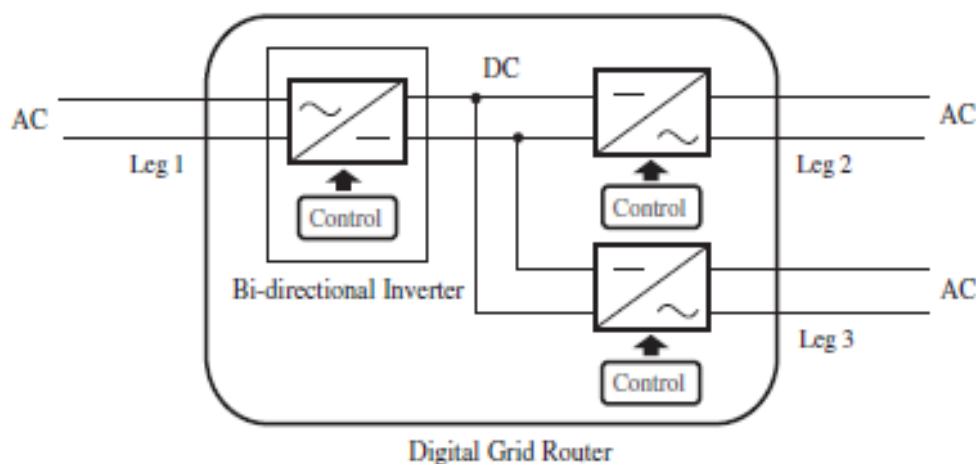 DC
AC
AC
Leg 1
Leg 2
Control
Control
Bi-directional Inverter
AC
Leg 3
Control
Digital Grid Router